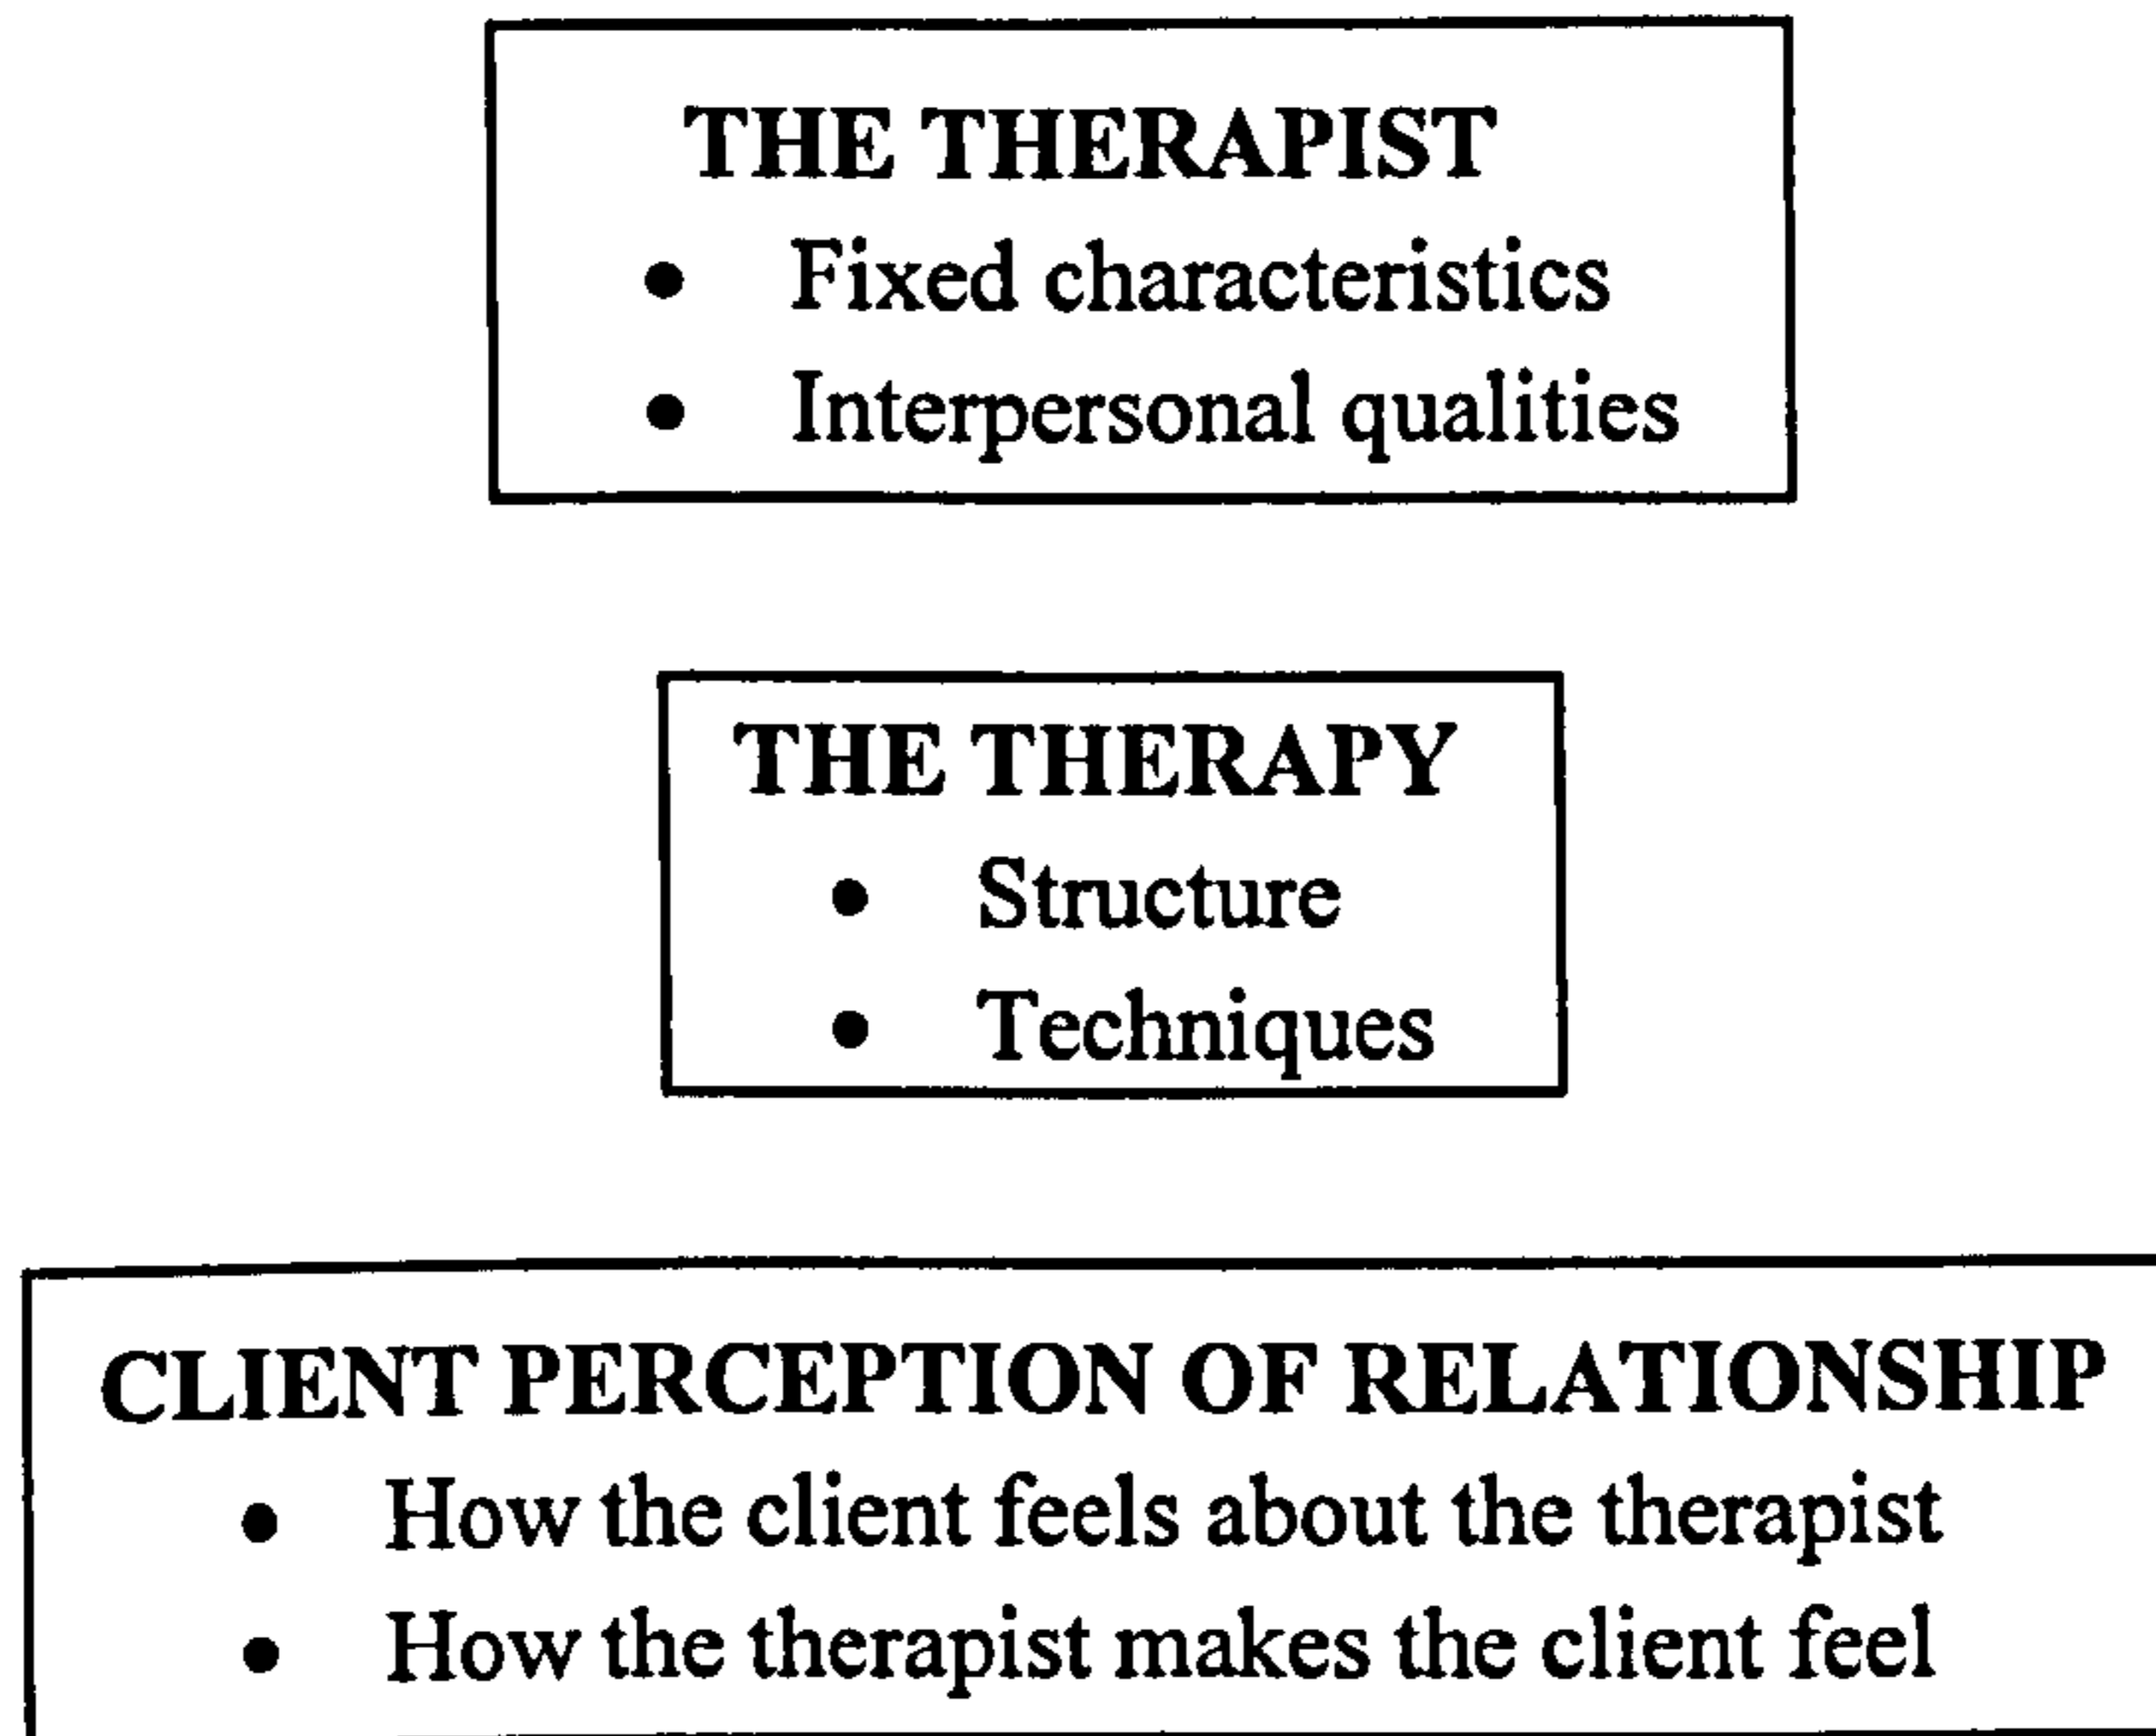 THE THERAPIST
• Fixed characteristics
• Interpersonal qualities
THE THERAPY
• Structure
• Techniques
CLIENT PERCEPTION OF RELATIONSHIP
• How the client feels about the therapist
• How the therapist makes the client feel